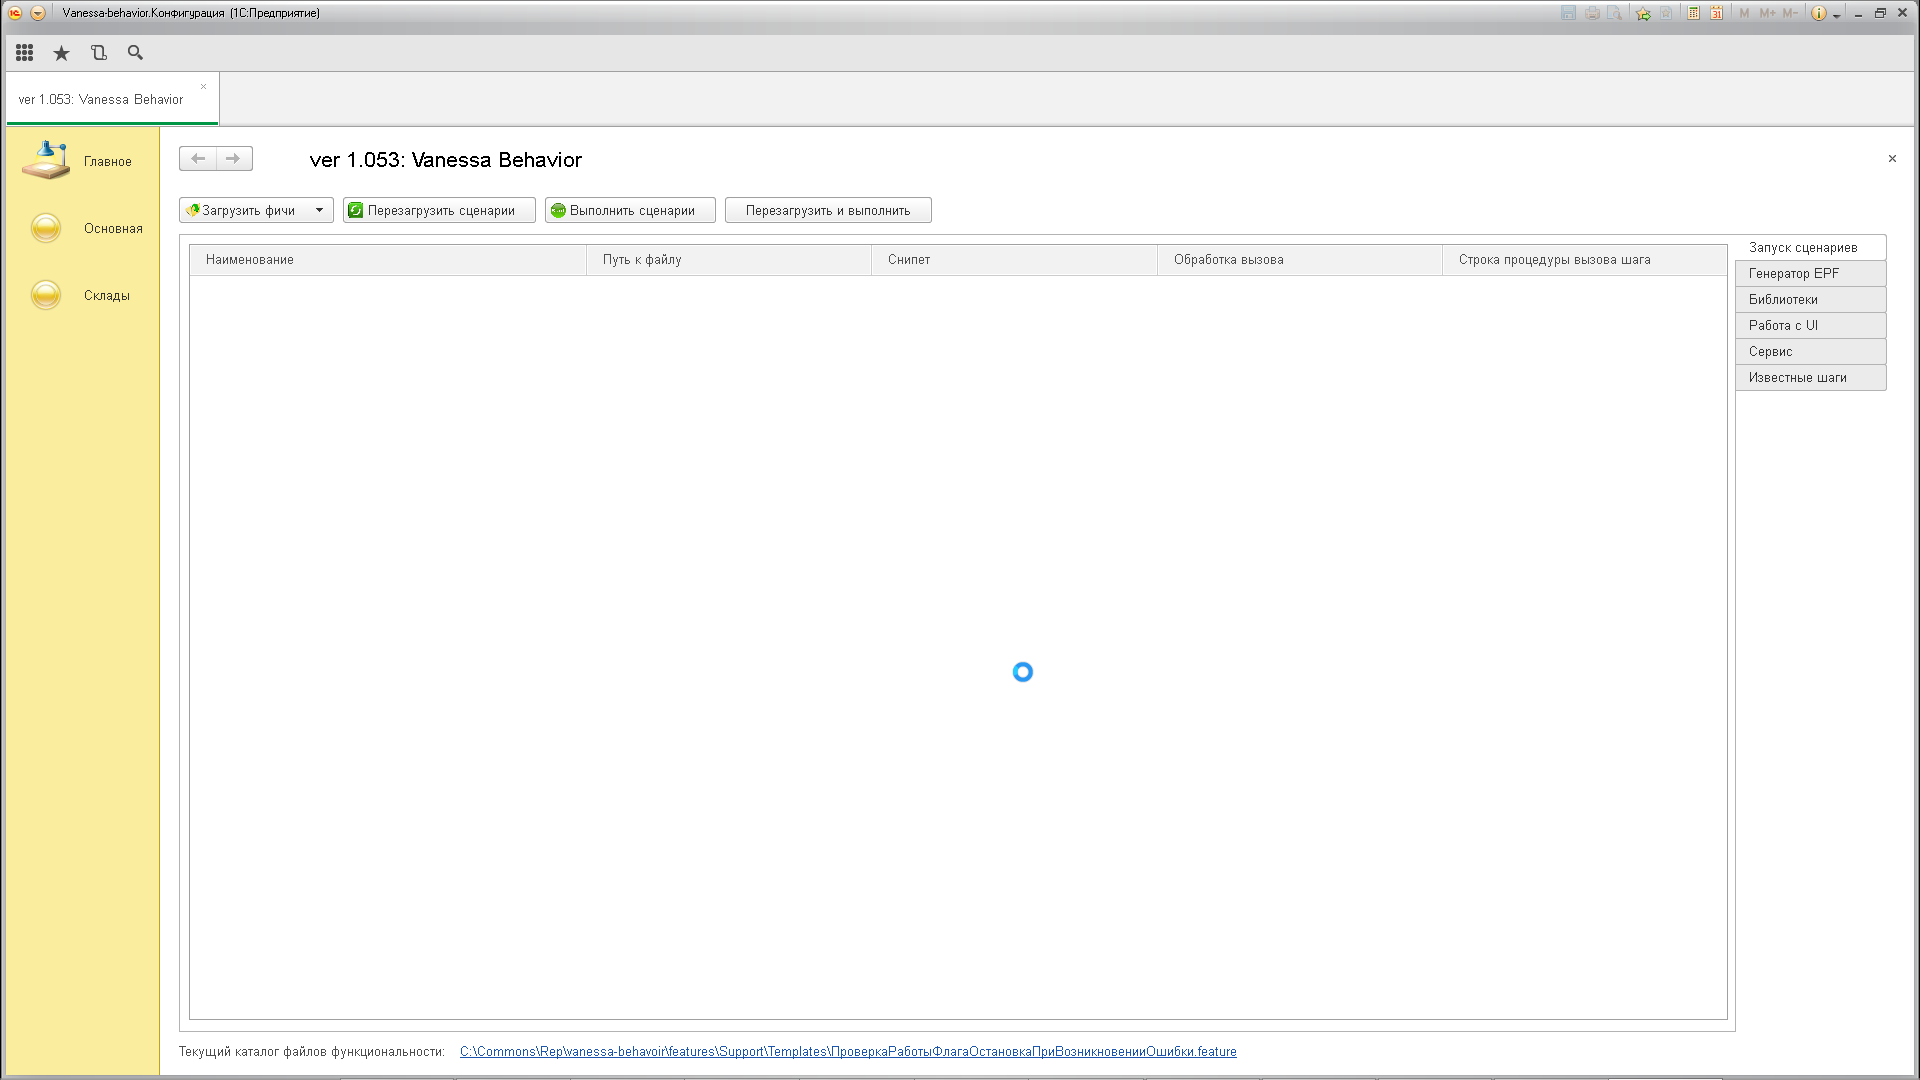 Vanessa-behavior.Конфигурация (1С:Предприятие)
M M+ M-
ver 1.053: Vanessa Behavior
Главное
Основная
Склады
ver 1.053: Vanessa Behavior
Загрузить фичи
Перезагрузить сценарии
Выполнить сценарии
Перезагрузить и выполнить
Наименование
Путь к файлу
Снипет
Обработка вызова
Строка процедуры вызова шага
Запуск сценариев
Генератор EPF
Библиотеки
Работа с UI
Сервис
Известные шаги
Текущий каталог файлов функциональности: C:\Commons\Rep\vanessa-behavoir\features\Support\Templates\ПроверкаРаботыФлагаОстановкаПриВозникновенииОшибки.feature